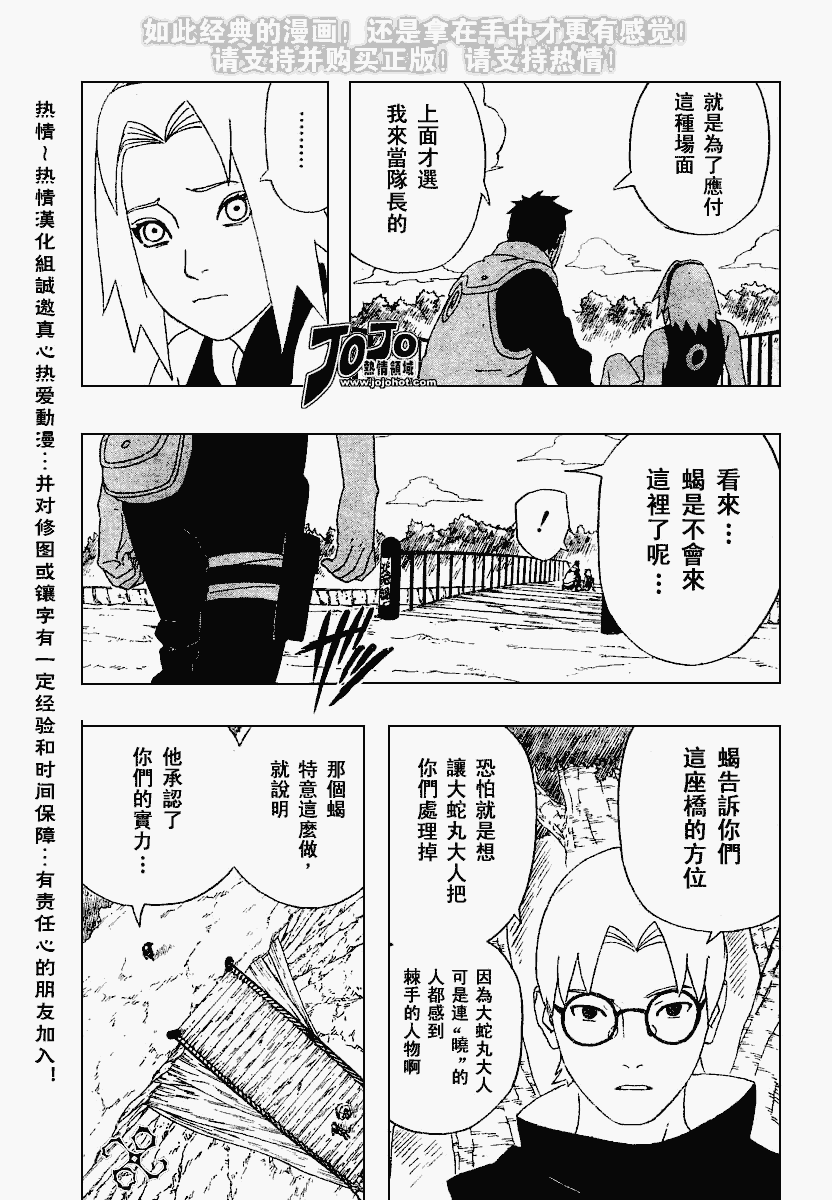 如此经典的漫画！还是拿在手中才更有感觉！
请支持并购买正版！请支持热情！
热情~热情漢化組誠邀真心热爱動漫…并对修图或镶字有一定经验和时间保障…有责任心的朋友加入！
就是為了應付
這種場面
上面才選
我來當隊長的
………
JOJO
熱情領域
www.jojohot.com
看來…
蝎是不會來
這裡了呢…
！
蝎告訴你們
這座橋的方位
恐怕就是想
讓大蛇丸大人把
你們處理掉
因為大蛇丸大人
可是連“曉”的
人都感到
棘手的人物啊
那個蝎
特意這麼做，
就說明
他承認了
你們的實力…